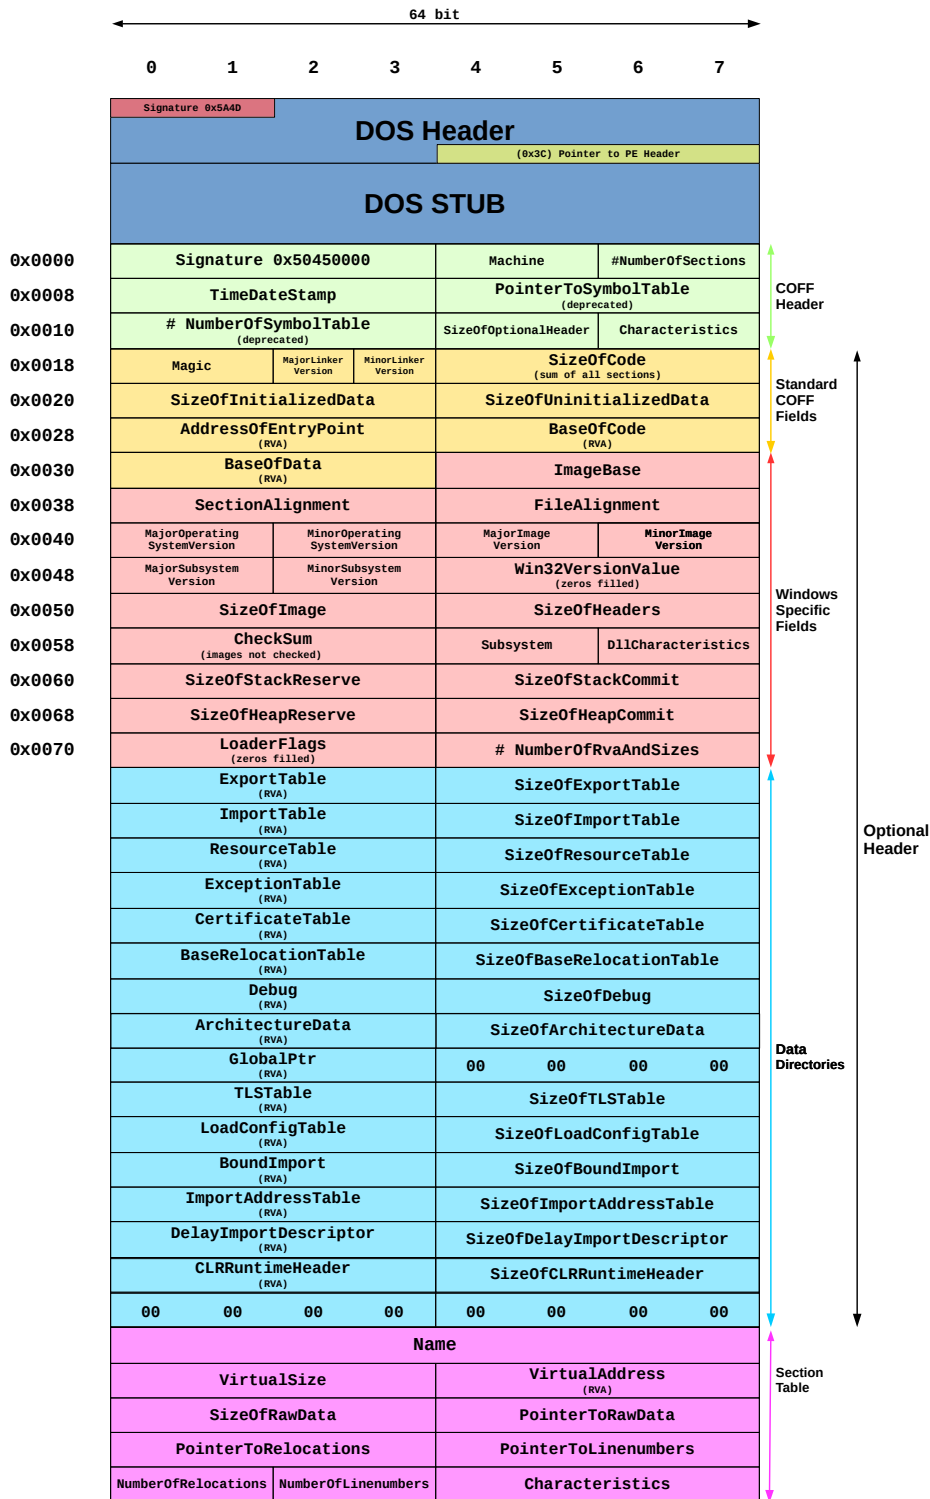 64 bit
0 1 2 3 4 5 6 7
Signature 0x5A4D
DOS Header
(0x3C) Pointer to PE Header
DOS STUB
0x0000 Signature 0x50450000 Machine #NumberOfSections
0x0008 TimeDateStamp PointerToSymbolTable
(deprecated)
COFF
Header
0x0010 # NumberOfSymbolTable
(deprecated)
SizeOfOptionalHeader Characteristics
0x0018 Magic MajorLinker
Version
MinorLinker
Version
SizeOfCode
(sum of all sections)
Standard
COFF
Fields
0x0020 SizeOfInitializedData SizeOfUninitializedData
0x0028 AddressOfEntryPoint
(RVA)
BaseOfCode
(RVA)
0x0030 BaseOfData
(RVA)
ImageBase
0x0038 SectionAlignment FileAlignment
0x0040 MajorOperating
SystemVersion
MinorOperating
SystemVersion
MajorImage
Version
MinorImage
Version
0x0048 MajorSubsystem
Version
MinorSubsystem
Version
Win32VersionValue
(zeros filled)
Windows
Specific
Fields
0x0050 SizeOfImage SizeOfHeaders
0x0058 CheckSum
(images not checked)
Subsystem DllCharacteristics
0x0060 SizeOfStackReserve SizeOfStackCommit
0x0068 SizeOfHeapReserve SizeOfHeapCommit
0x0070 LoaderFlags
(zeros filled)
# NumberOfRvaAndSizes
ExportTable
(RVA)
SizeOfExportTable
ImportTable
(RVA)
SizeOfImportTable
Optional
Header
ResourceTable
(RVA)
SizeOfResourceTable
ExceptionTable
(RVA)
SizeOfExceptionTable
CertificateTable
(RVA)
SizeOfCertificateTable
BaseRelocationTable
(RVA)
SizeOfBaseRelocationTable
Debug
(RVA)
SizeOfDebug
ArchitectureData
(RVA)
SizeOfArchitectureData
GlobalPtr
(RVA)
00 00 00 00
Data
Directories
TLSTable
(RVA)
SizeOfTLSTable
LoadConfigTable
(RVA)
SizeOfLoadConfigTable
BoundImport
(RVA)
SizeOfBoundImport
ImportAddressTable
(RVA)
SizeOfImportAddressTable
DelayImportDescriptor
(RVA)
SizeOfDelayImportDescriptor
CLRRuntimeHeader
(RVA)
SizeOfCLRRuntimeHeader
00 00 00 00 00 00 00 00
Name
VirtualSize VirtualAddress
(RVA)
Section
Table
SizeOfRawData PointerToRawData
PointerToRelocations PointerToLinenumbers
NumberOfRelocations NumberOfLinenumbers Characteristics